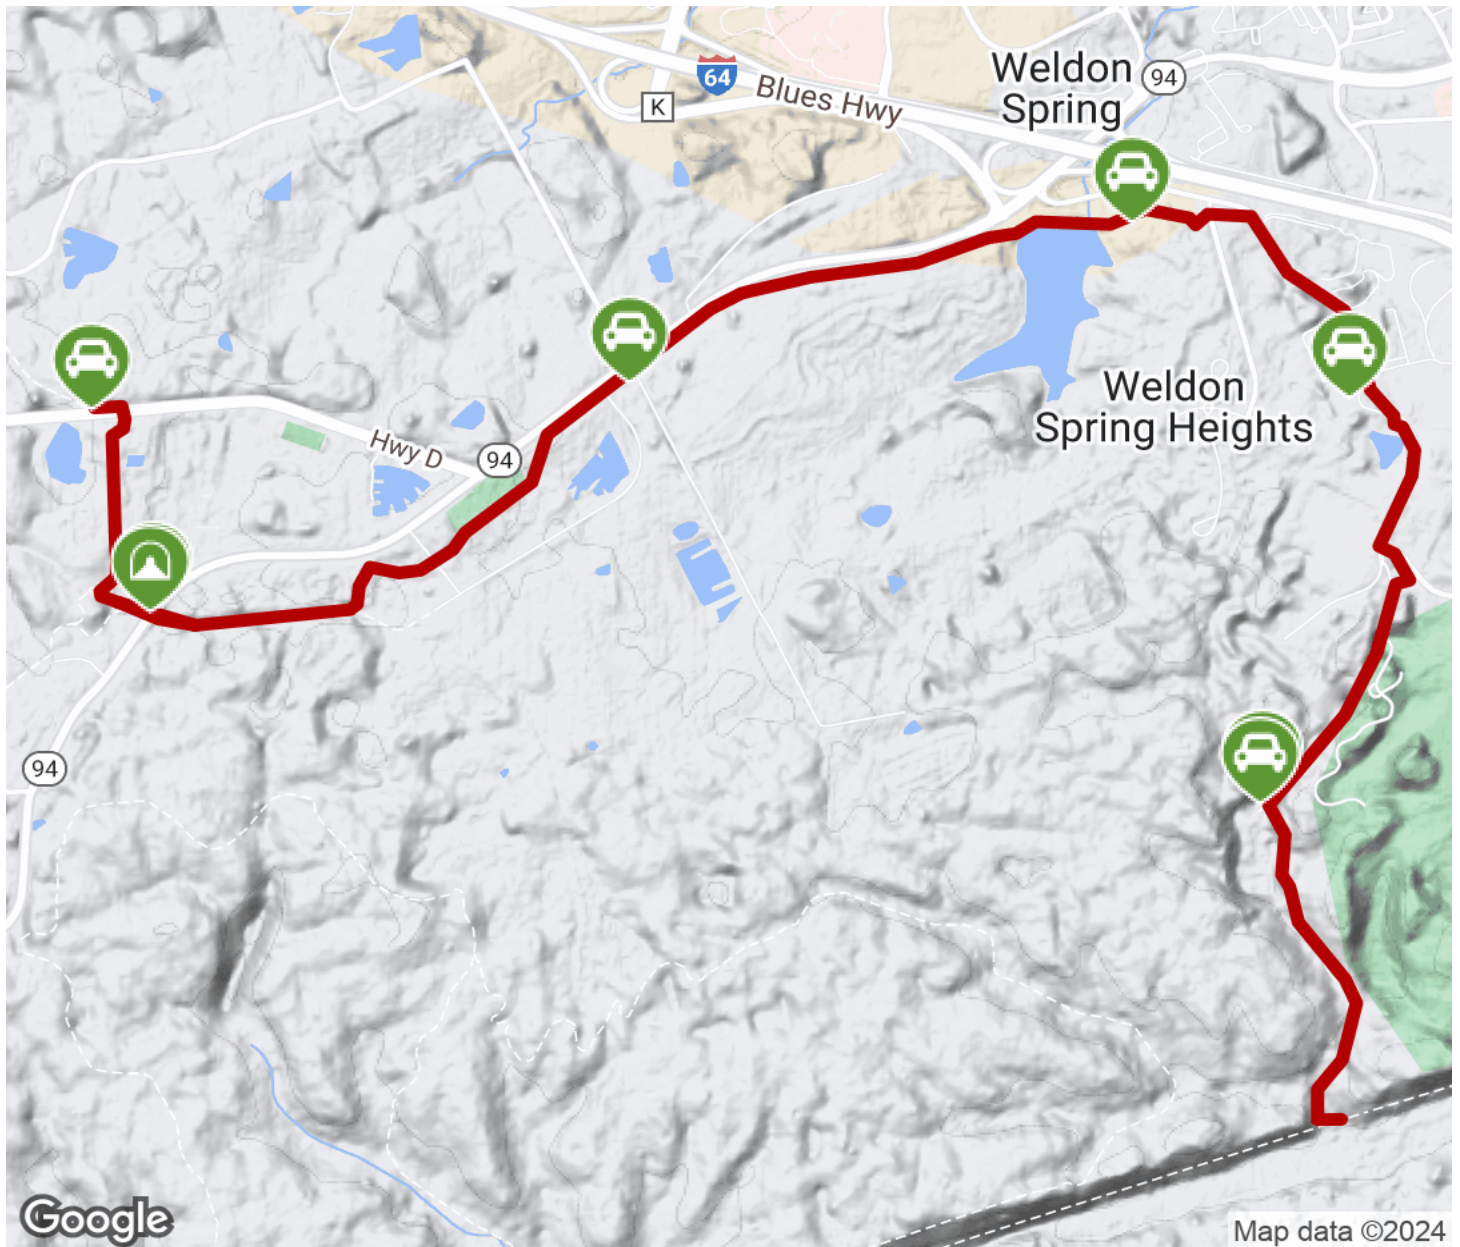 64
K
Blues Hwy
Weldon
Spring
94
Weldon
Spring Heights
Hwy D
94
94
Google
Map data ©2024